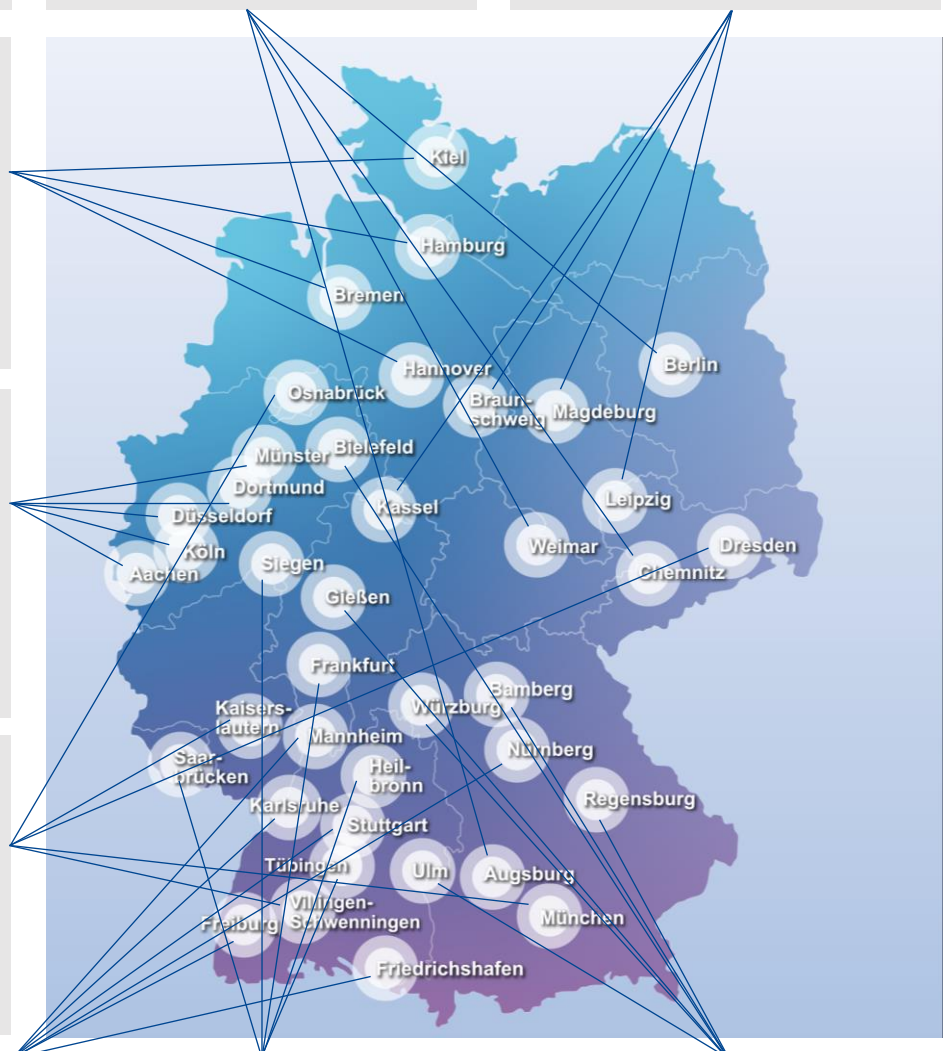 Kiel
Hamburg
Bremen
Hannover
Berlin
Osnabrück
Braun-
schweig
Magdeburg
Münster
Bielefeld
Dortmund
Kassel
Leipzig
Düsseldorf
Köln
Weimar
Dresden
Aachen
Siegen
Chemnitz
Gießen
Frankfurt
Bamberg
Kaisers-
lautern
Würzburg
Mannheim
Nürnberg
Saar-
brücken
Heil-
bronn
Karlsruhe
Regensburg
Stuttgart
Tübingen
Ulm
Augsburg
Villingen-
Schwenningen
Freiburg
München
Friedrichshafen